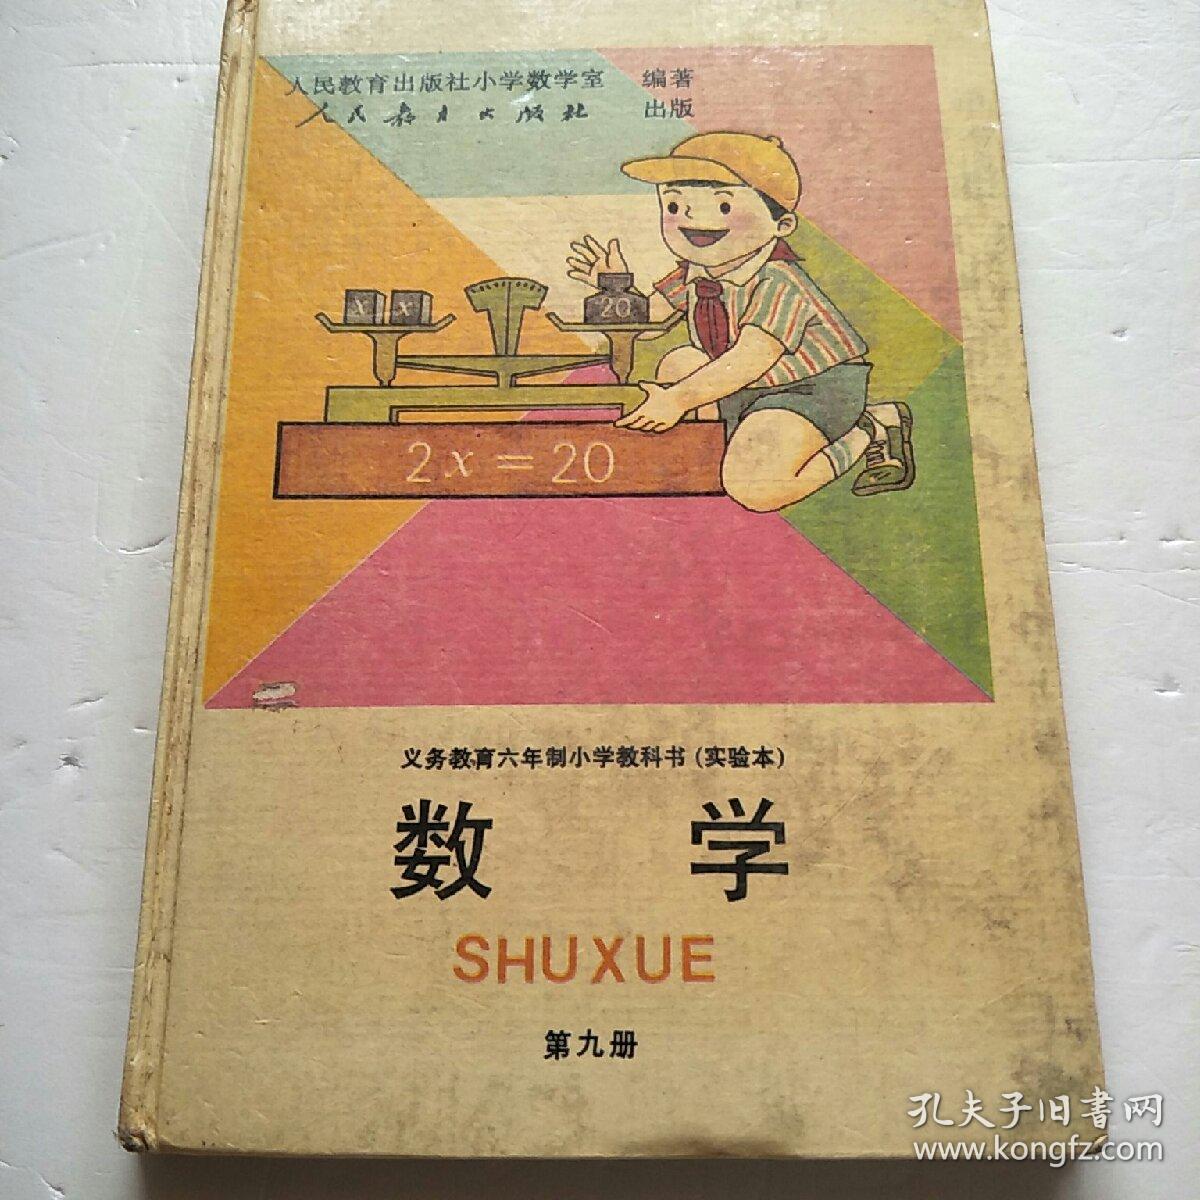 人民教育出版社小学数学室 编著
人民教育出版社 出版
x x 20
2x = 20
义务教育六年制小学教科书(实验本)
数 学
SHUXUE
第九册
孔夫子旧書网
www.kongfz.com